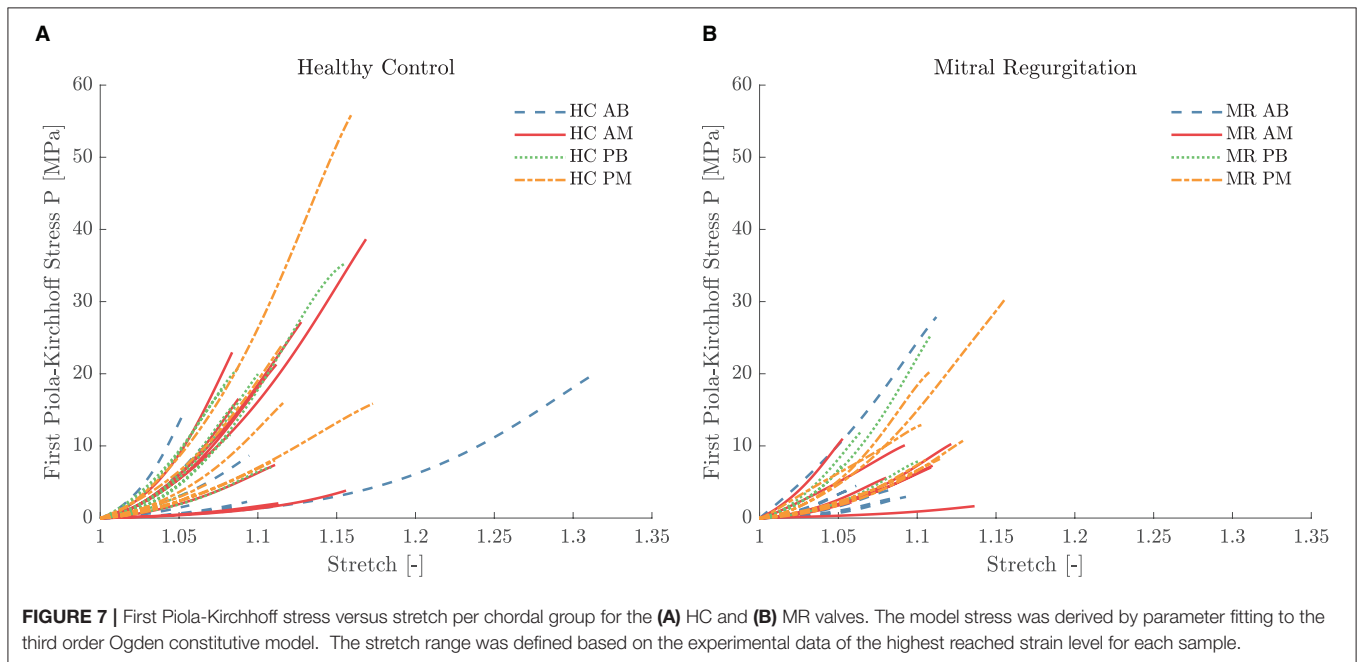 A
Healthy Control
First Piola-Kirchhoff Stress P [MPa]
60
50
40
30
20
10
0
1
1.05
1.1
1.15
1.2
1.25
1.3
1.35
Stretch [-]
HC AB
HC AM
HC PB
HC PM
B
Mitral Regurgitation
First Piola-Kirchhoff Stress P [MPa]
60
50
40
30
20
10
0
1
1.05
1.1
1.15
1.2
1.25
1.3
1.35
Stretch [-]
MR AB
MR AM
MR PB
MR PM
FIGURE 7 | First Piola-Kirchhoff stress versus stretch per chordal group for the (A) HC and (B) MR valves. The model stress was derived by parameter fitting to the
third order Ogden constitutive model. The stretch range was defined based on the experimental data of the highest reached strain level for each sample.